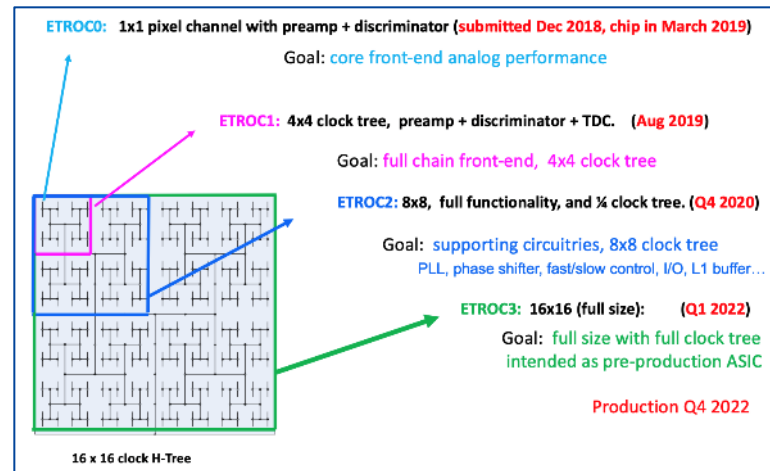 ETROC0: 1x1 pixel channel with preamp + discriminator (submitted Dec 2018, chip in March 2019)
Goal: core front-end analog performance
ETROC1: 4x4 clock tree, preamp + discriminator + TDC. (Aug 2019)
Goal: full chain front-end, 4x4 clock tree
ETROC2: 8x8, full functionality, and ¼ clock tree. (Q4 2020)
Goal: supporting circuitries, 8x8 clock tree
PLL, phase shifter, fast/slow control, I/O, L1 buffer…
ETROC3: 16x16 (full size): (Q1 2022)
Goal: full size with full clock tree
intended as pre-production ASIC
Production Q4 2022
16 x 16 clock H-Tree